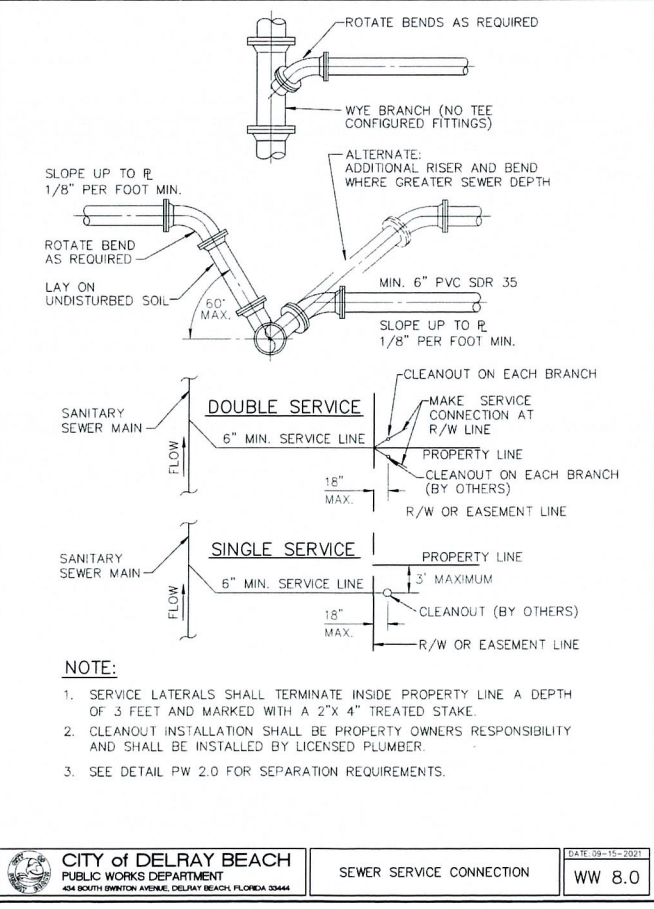 ROTATE BENDS AS REQUIRED
WYE BRANCH (NO TEE
CONFIGURED FITTINGS)
ALTERNATE:
ADDITIONAL RISER AND BEND
WHERE GREATER SEWER DEPTH
SLOPE UP TO ⅊
1/8" PER FOOT MIN.
ROTATE BEND
AS REQUIRED
LAY ON
UNDISTURBED SOIL
60°
MAX.
MIN. 6" PVC SDR 35
SLOPE UP TO ⅊
1/8" PER FOOT MIN.
CLEANOUT ON EACH BRANCH
MAKE SERVICE
CONNECTION AT
R/W LINE
SANITARY
SEWER MAIN
DOUBLE SERVICE
6" MIN. SERVICE LINE
FLOW
PROPERTY LINE
CLEANOUT ON EACH BRANCH
(BY OTHERS)
18"
MAX.
R/W OR EASEMENT LINE
SANITARY
SEWER MAIN
SINGLE SERVICE
6" MIN. SERVICE LINE
FLOW
PROPERTY LINE
3' MAXIMUM
CLEANOUT (BY OTHERS)
18"
MAX.
R/W OR EASEMENT LINE
NOTE:
1. SERVICE LATERALS SHALL TERMINATE INSIDE PROPERTY LINE A DEPTH
OF 3 FEET AND MARKED WITH A 2"X 4" TREATED STAKE.
2. CLEANOUT INSTALLATION SHALL BE PROPERTY OWNERS RESPONSIBILITY
AND SHALL BE INSTALLED BY LICENSED PLUMBER.
3. SEE DETAIL PW 2.0 FOR SEPARATION REQUIREMENTS.
CITY of DELRAY BEACH
PUBLIC WORKS DEPARTMENT
434 SOUTH SWINTON AVENUE, DELRAY BEACH, FLORIDA 33444
SEWER SERVICE CONNECTION
DATE: 09-15-2021
WW 8.0